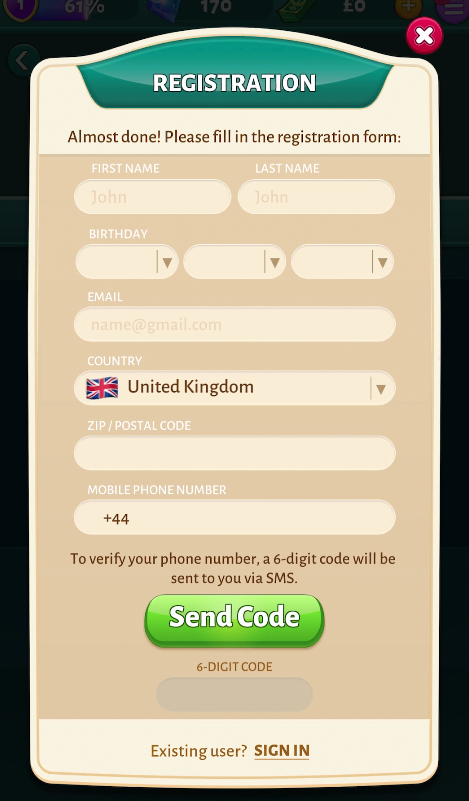 1 61% 170 £0
REGISTRATION
Almost done! Please fill in the registration form:
FIRST NAME LAST NAME
John John
BIRTHDAY
EMAIL
name@gmail.com
COUNTRY
United Kingdom
ZIP / POSTAL CODE
MOBILE PHONE NUMBER
+44
To verify your phone number, a 6-digit code will be
sent to you via SMS.
Send Code
6-DIGIT CODE
Existing user? SIGN IN